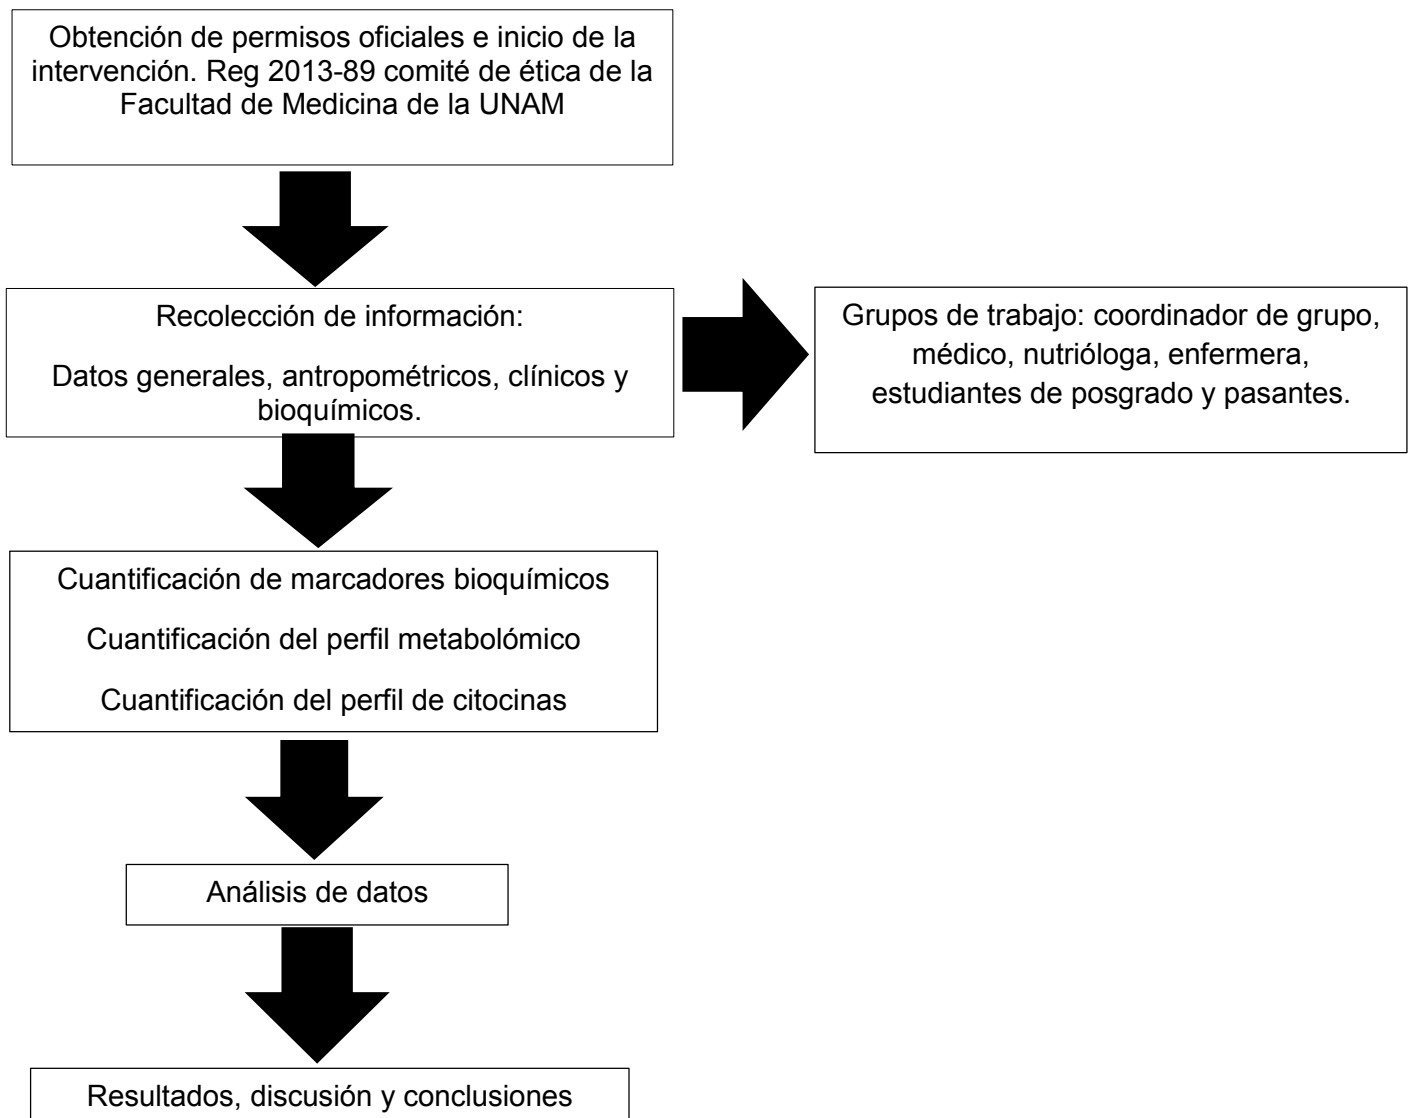 Obtención de permisos oficiales e inicio de la
intervención. Reg 2013-89 comité de ética de la
Facultad de Medicina de la UNAM
Recolección de información:
Datos generales, antropométricos, clínicos y
bioquímicos.
Grupos de trabajo: coordinador de grupo,
médico, nutrióloga, enfermera,
estudiantes de posgrado y pasantes.
Cuantificación de marcadores bioquímicos
Cuantificación del perfil metabolómico
Cuantificación del perfil de citocinas
Análisis de datos
Resultados, discusión y conclusiones